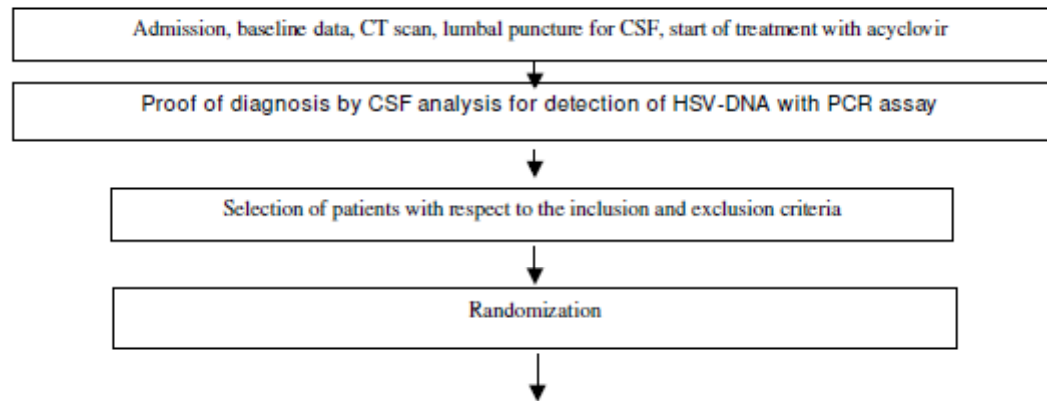 Admission, baseline data, CT scan, lumbal puncture for CSF, start of treatment with acyclovir
Proof of diagnosis by CSF analysis for detection of HSV-DNA with PCR assay
Selection of patients with respect to the inclusion and exclusion criteria
Randomization